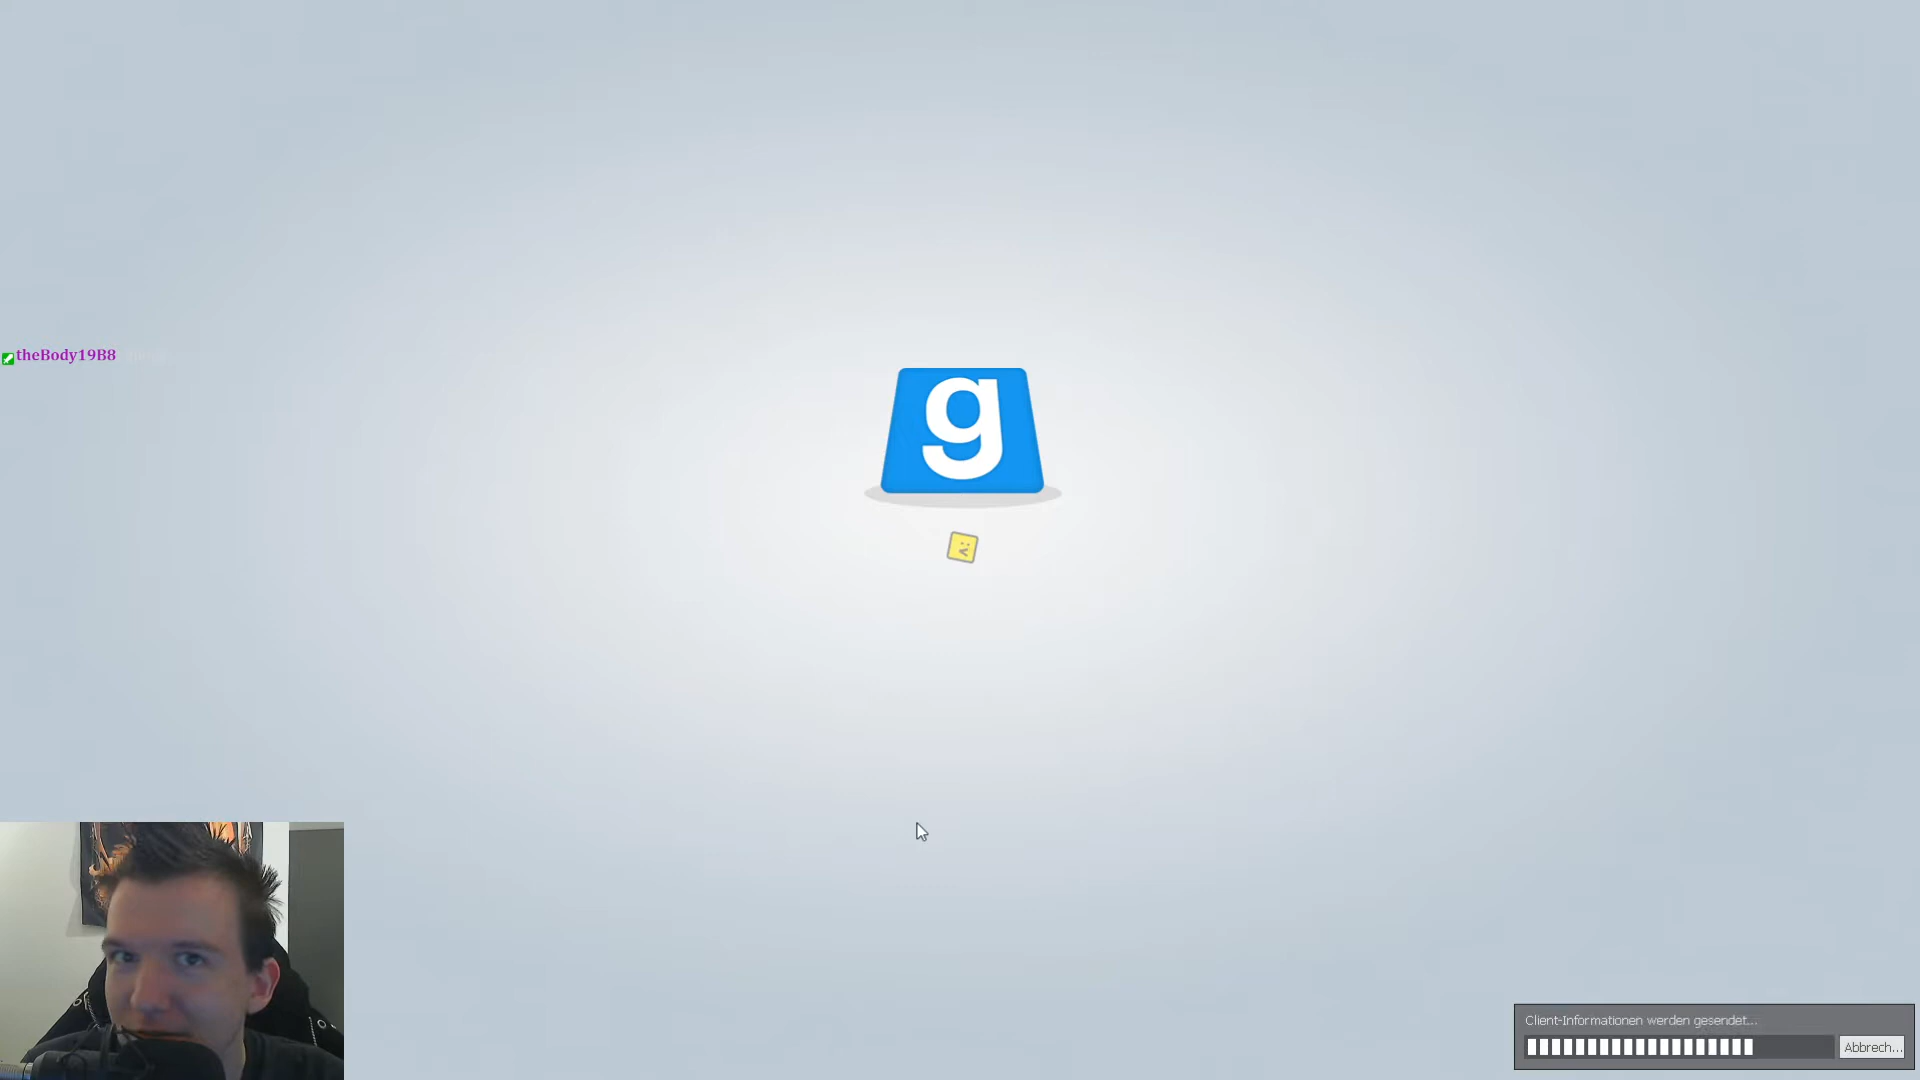 theBody19B8
g
Client-Informationen werden gesendet...
Abbrech...